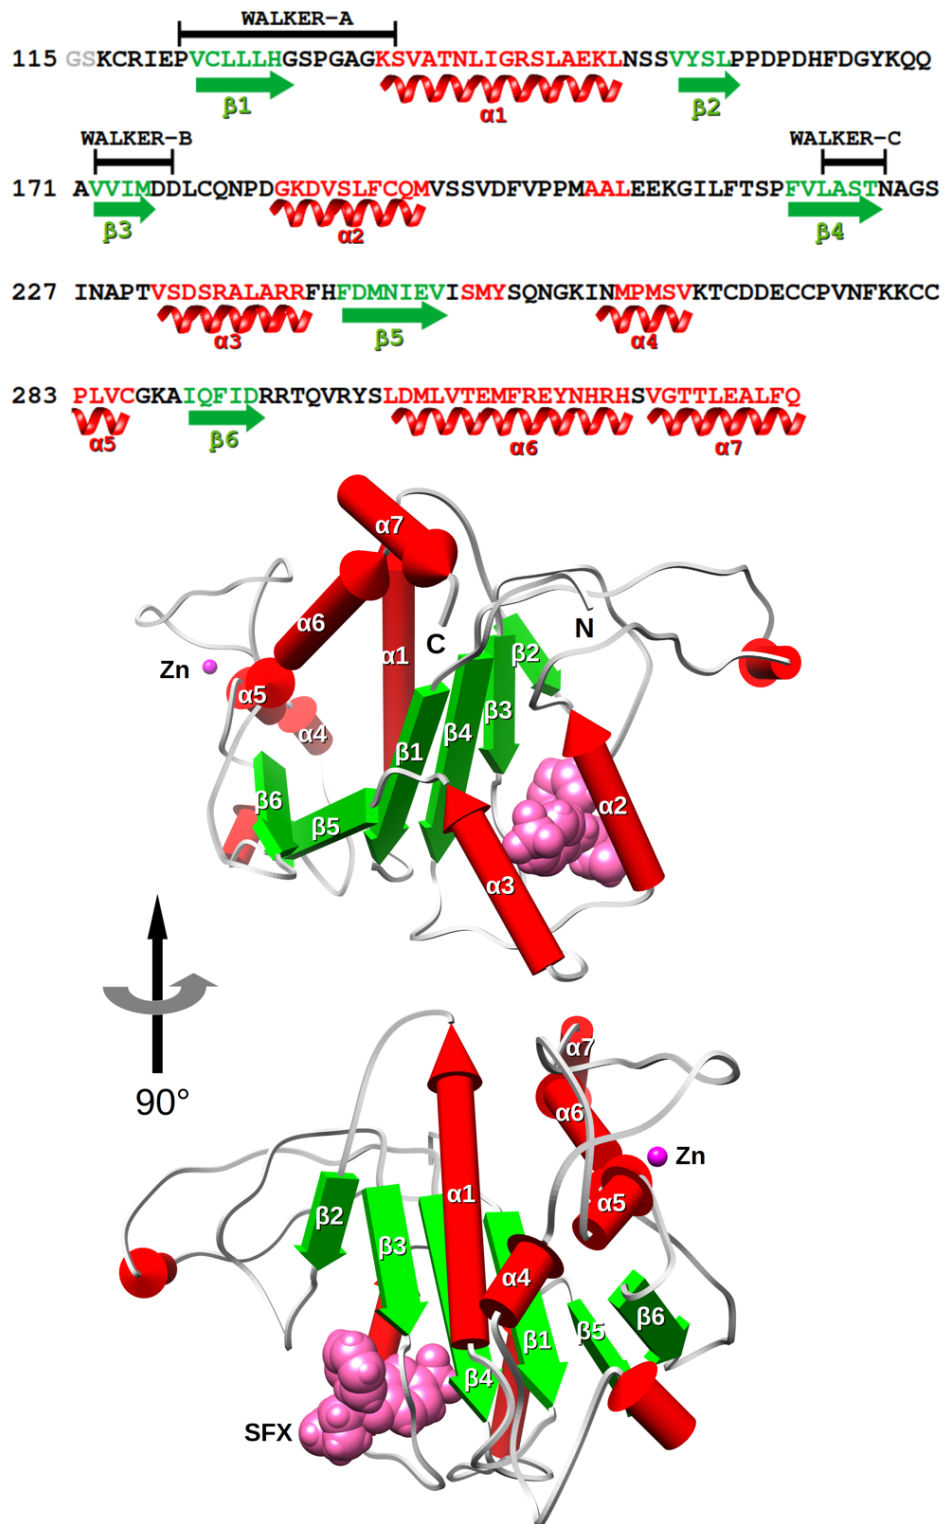 WALKER-A
115 GSKCRIEPVCLLLHGSPGAGKSVATNLIGRSLAEKLNSSVYSLPPDPDHFDGYKQQ
β1 α1 β2
WALKER-B WALKER-C
171 AVVIMDDLCQNPDGKDVSLFCQMVSSVDFVPPMAALEEKGILFTSPFVLASTNAGS
β3 α2 β4
227 INAPTVSDSRALARRFHFDMNIEVISMYSQNGKINMPMSVKTCDDECCPVNFKKCC
α3 β5 α4
283 PLVCGKAIQFIDRRTQVRYSLDMLVTEMFREYNHRHSVGTTLEALFQ
α5 β6 α6 α7
α7
α6 C N
Zn α1 β2
α5 β3
α4 β4
β1
β6 β5 α2
α3
90°
α7
α6
Zn
α1 α5
β2
β3 α4
β1 β5 β6
β4
SFX